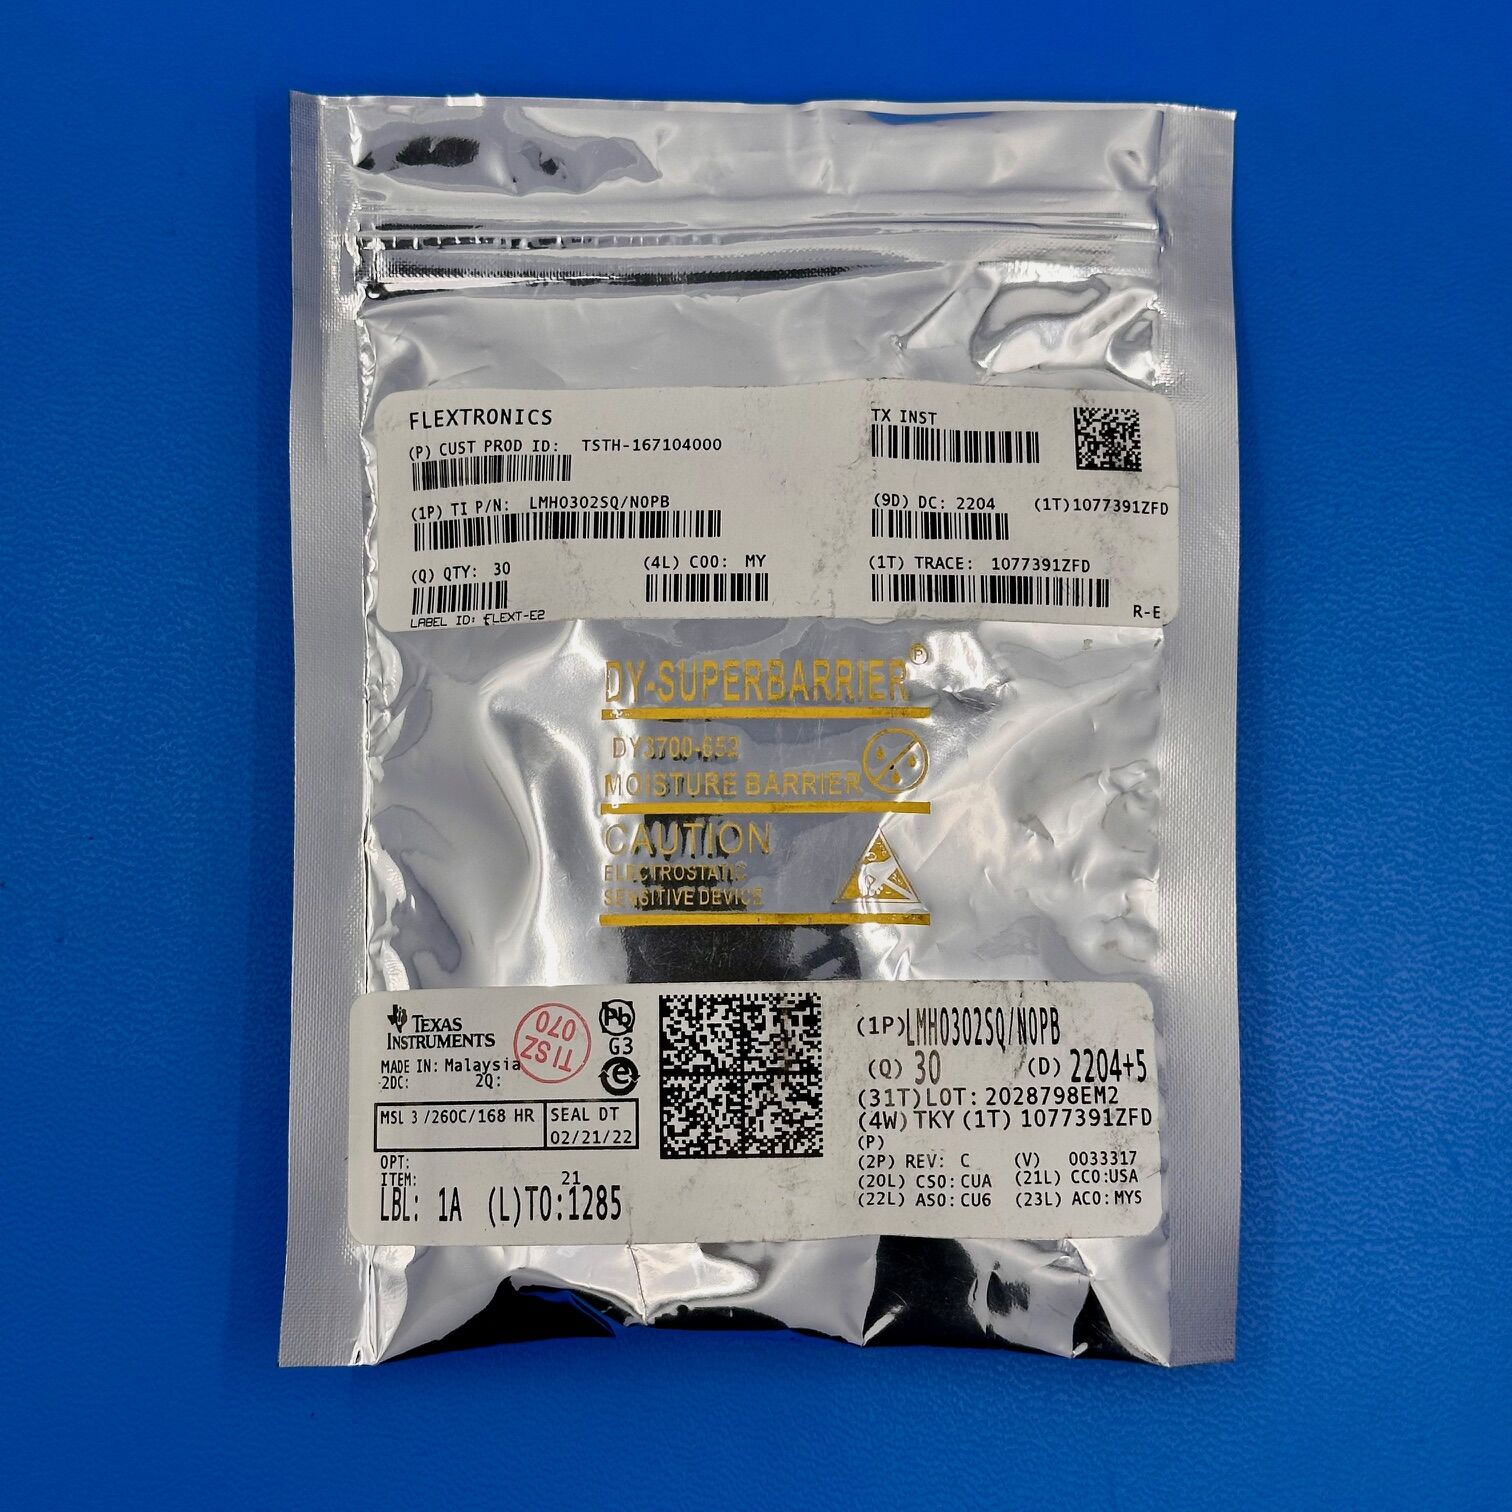 FLEXTRONICS
(P) CUST PROD ID: TSTH-167104000
(1P) TI P/N: LMH0302SQ/NOPB
(Q) QTY: 30
(4L) COO: MY
LABEL ID: FLEXT-E2
TX INST
(9D) DC: 2204 (1T)1077391ZFD
(1T) TRACE: 1077391ZFD
R-E
DY-SUPERBARRIER
DY3700-652
MOISTURE BARRIER
CAUTION
ELECTROSTATIC
SENSITIVE DEVICE
TEXAS
INSTRUMENTS
MADE IN: Malaysia
2DC: 2Q:
TISZ
070
Pb
G3
e
MSL 3 /260C/168 HR
SEAL DT
02/21/22
OPT:
ITEM: 21
LBL: 1A (L)TO:1285
(1P)LMH0302SQ/NOPB
(Q) 30 (D) 2204+5
(31T)LOT: 2028798EM2
(4W) TKY (1T) 1077391ZFD
(P)
(2P) REV: C (V) 0033317
(20L) CSO: CUA (21L) CCO:USA
(22L) ASO: CU6 (23L) ACO: MYS